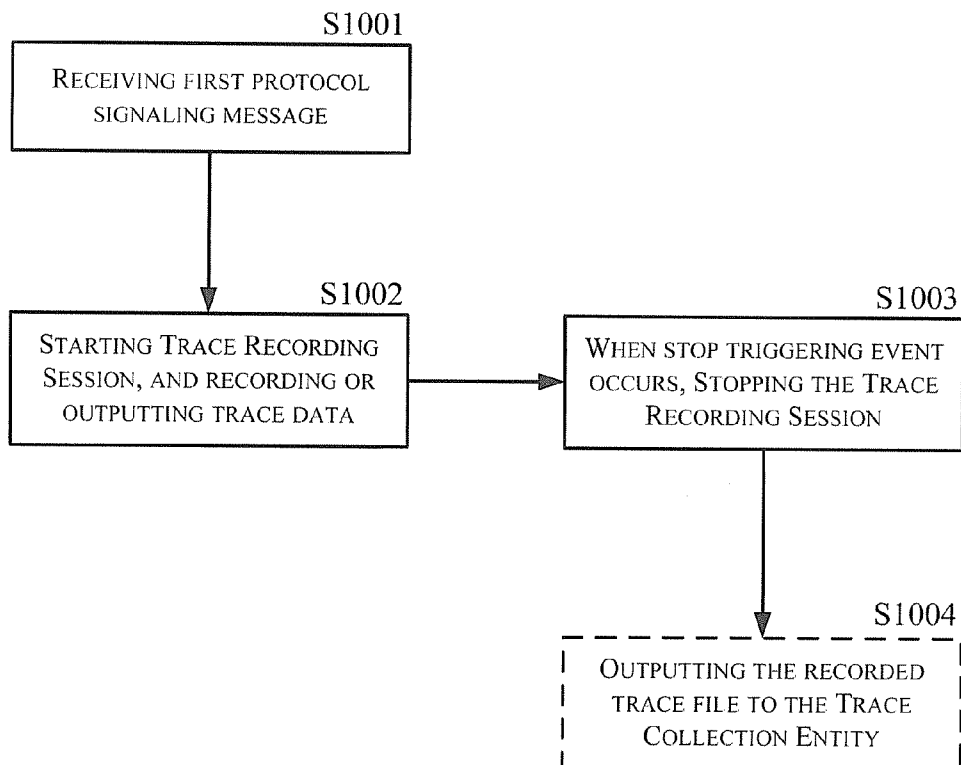 S1001
RECEIVING FIRST PROTOCOL
SIGNALING MESSAGE
S1002
STARTING TRACE RECORDING
SESSION, AND RECORDING OR
OUTPUTTING TRACE DATA
S1003
WHEN STOP TRIGGERING EVENT
OCCURS, STOPPING THE TRACE
RECORDING SESSION
S1004
OUTPUTTING THE RECORDED
TRACE FILE TO THE TRACE
COLLECTION ENTITY